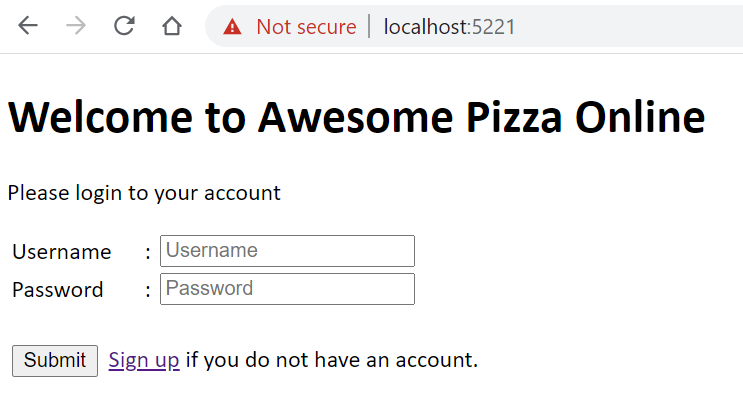 Not secure | localhost:5221
Welcome to Awesome Pizza Online
Please login to your account
Username : Username
Password : Password
Submit Sign up if you do not have an account.